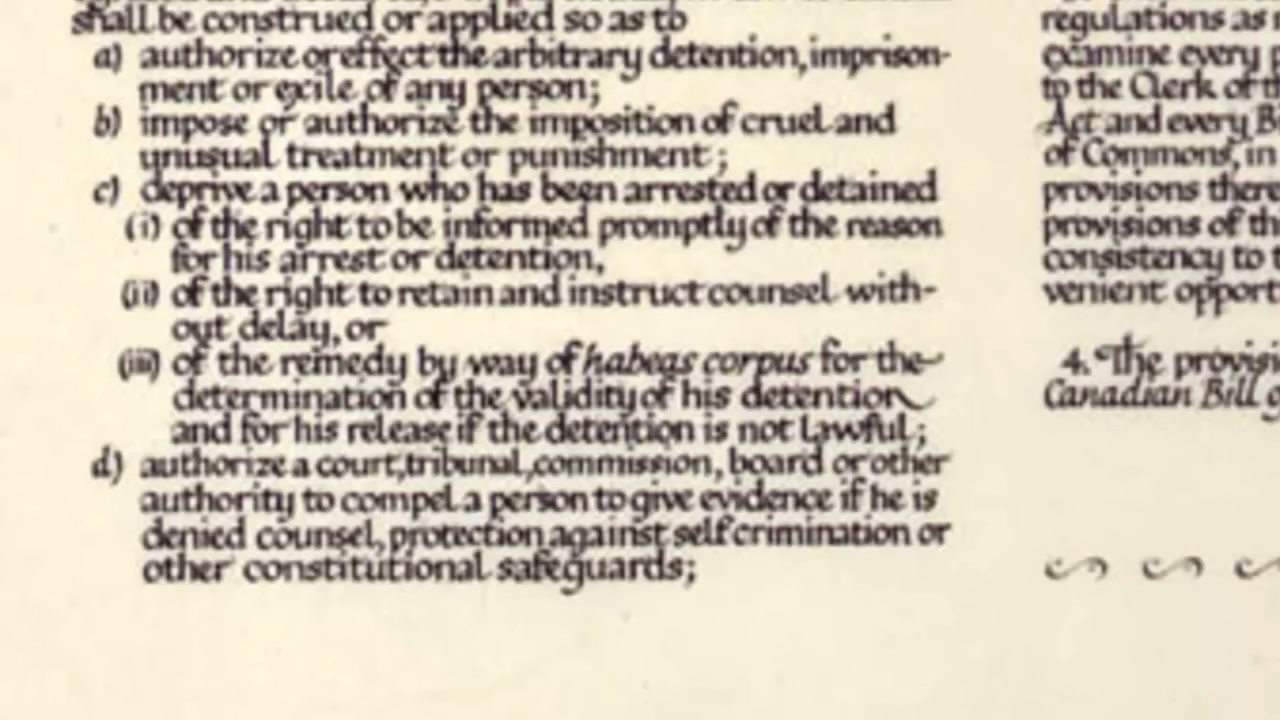 shall be construed or applied so as to
a) authorize or effect the arbitrary detention, imprison-
ment or exile of any person;
b) impose or authorize the imposition of cruel and
unusual treatment or punishment;
c) deprive a person who has been arrested or detained
(i) of the right to be informed promptly of the reason
for his arrest or detention,
(ii) of the right to retain and instruct counsel with-
out delay, or
(iii) of the remedy by way of habeas corpus for the
determination of the validity of his detention
and for his release if the detention is not lawful;
d) authorize a court, tribunal, commission, board or other
authority to compel a person to give evidence if he is
denied counsel, protection against self crimination or
other constitutional safeguards;
regulations as
examine every
to the Clerk of
Act and every
of Commons, in
provisions
provisions of
consistency to
venient
4. The
Canadian Bill